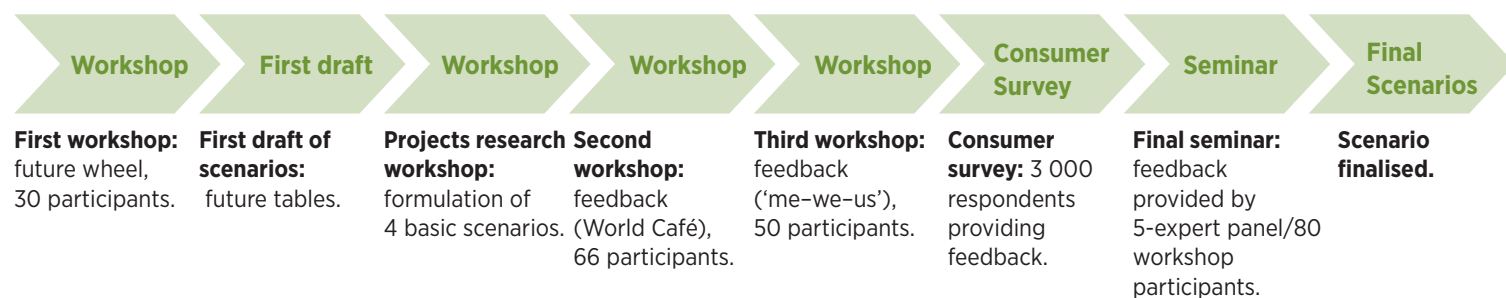 Workshop
First draft
Workshop
Workshop
Workshop
Consumer
Survey
Seminar
Final
Scenarios
First workshop:
future wheel,
30 participants.
First draft of
scenarios:
future tables.
Projects research
workshop:
formulation of
4 basic scenarios.
Second
workshop:
feedback
(World Café),
66 participants.
Third workshop:
feedback
(‘me–we–us’),
50 participants.
Consumer
survey: 3 000
respondents
providing
feedback.
Final seminar:
feedback
provided by
5-expert panel/80
workshop
participants.
Scenario
finalised.